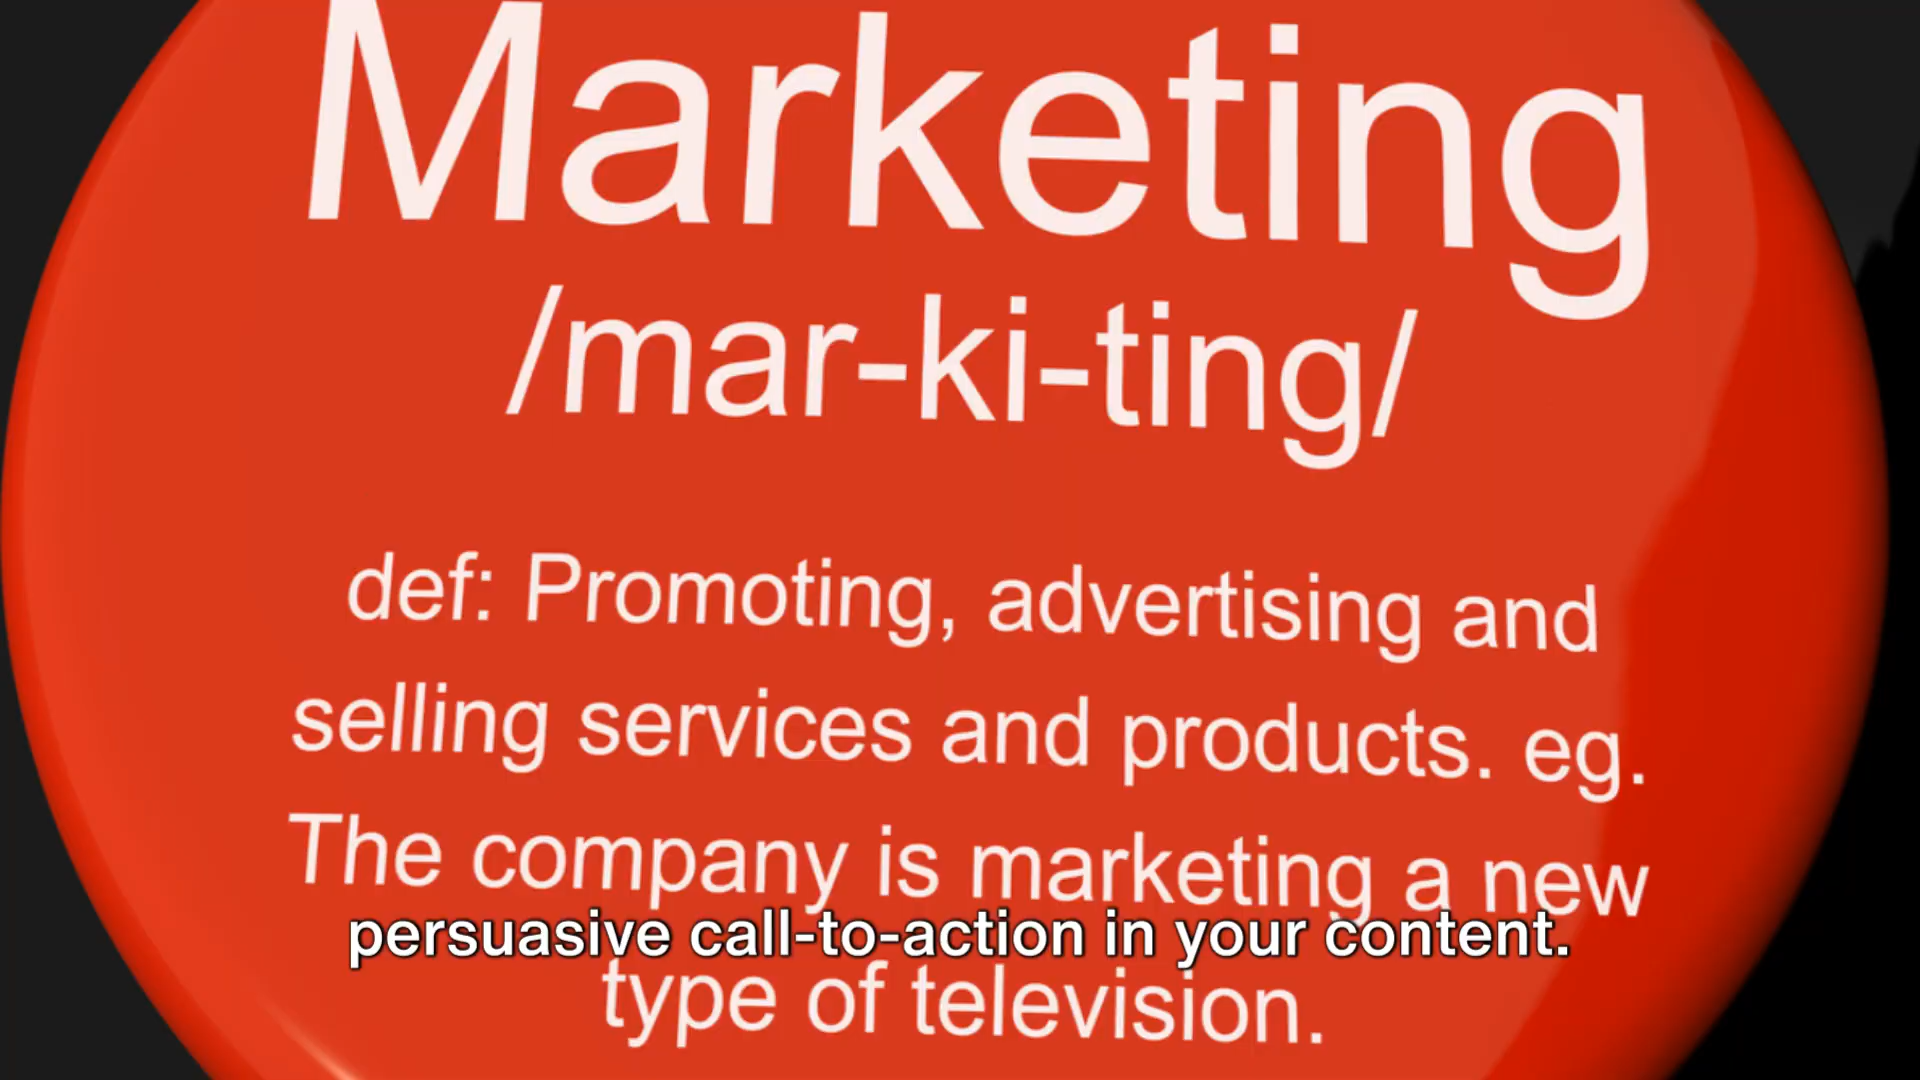 Marketing
/mar-ki-ting/
def: Promoting, advertising and
selling services and products. eg.
The company is marketing a new
persuasive call-to-action in your content.
type of television.